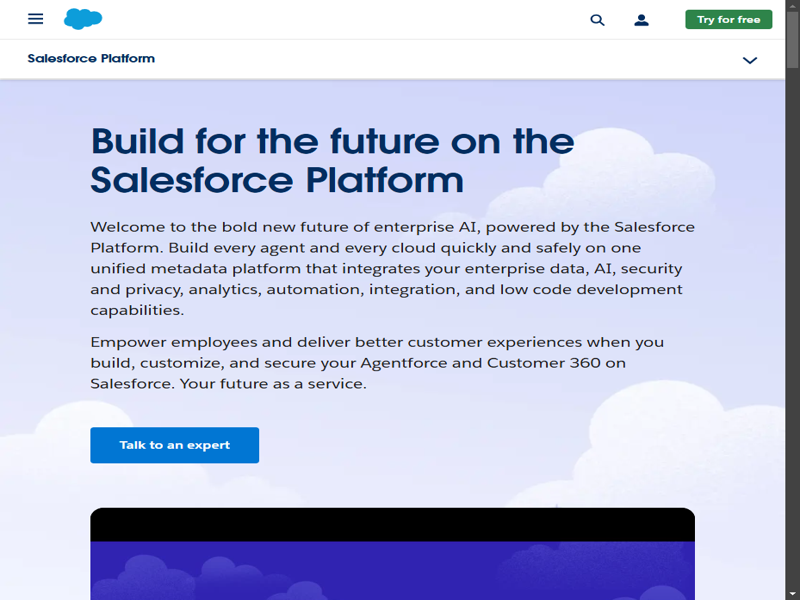 Try for free
Salesforce Platform
Build for the future on the
Salesforce Platform
Welcome to the bold new future of enterprise AI, powered by the Salesforce
Platform. Build every agent and every cloud quickly and safely on one
unified metadata platform that integrates your enterprise data, AI, security
and privacy, analytics, automation, integration, and low code development
capabilities.
Empower employees and deliver better customer experiences when you
build, customize, and secure your Agentforce and Customer 360 on
Salesforce. Your future as a service.
Talk to an expert